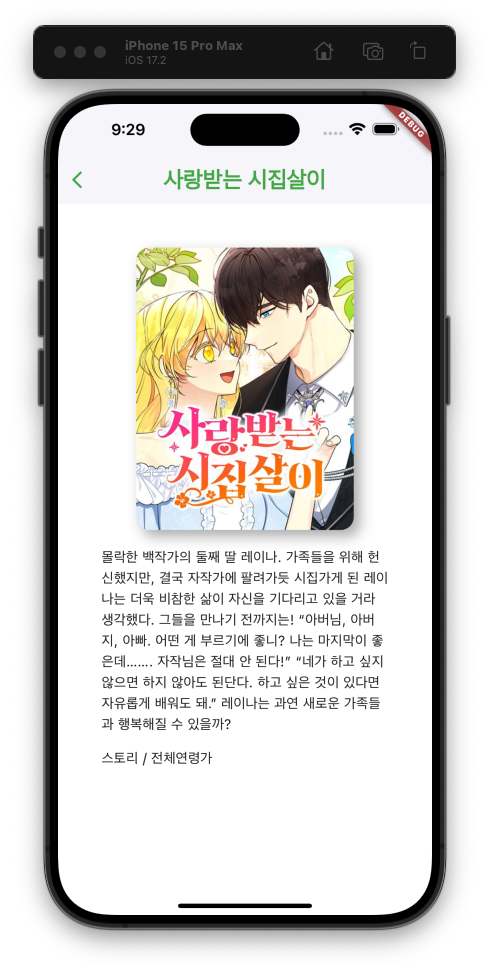 iPhone 15 Pro Max
iOS 17.2
9:29
DEBUG
사랑받는 시집살이
사랑받는
시집살이
몰락한 백작가의 둘째 딸 레이나. 가족들을 위해 헌
신했지만, 결국 자작가에 팔려가듯 시집가게 된 레이
나는 더욱 비참한 삶이 자신을 기다리고 있을 거라
생각했다. 그들을 만나기 전까지는! “아버님, 아버
지, 아빠. 어떤 게 부르기에 좋니? 나는 마지막이 좋
은데....... 자작님은 절대 안 된다!” “네가 하고 싶지
않으면 하지 않아도 된단다. 하고 싶은 것이 있다면
자유롭게 배워도 돼.” 레이나는 과연 새로운 가족들
과 행복해질 수 있을까?
스토리 / 전체연령가